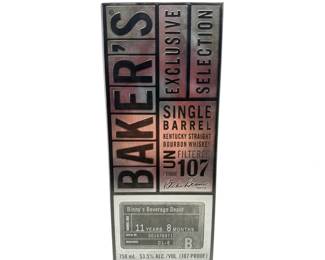 BAKER'S
EXCLUSIVE
SELECTION
SINGLE
BARREL
KENTUCKY STRAIGHT
BOURBON WHISKEY
UN
FILTERED
107
Binny's Beverage Depot
11 YEARS 8 MONTHS
B
750 ML 53.5% ALC./VOL (107 PROOF)